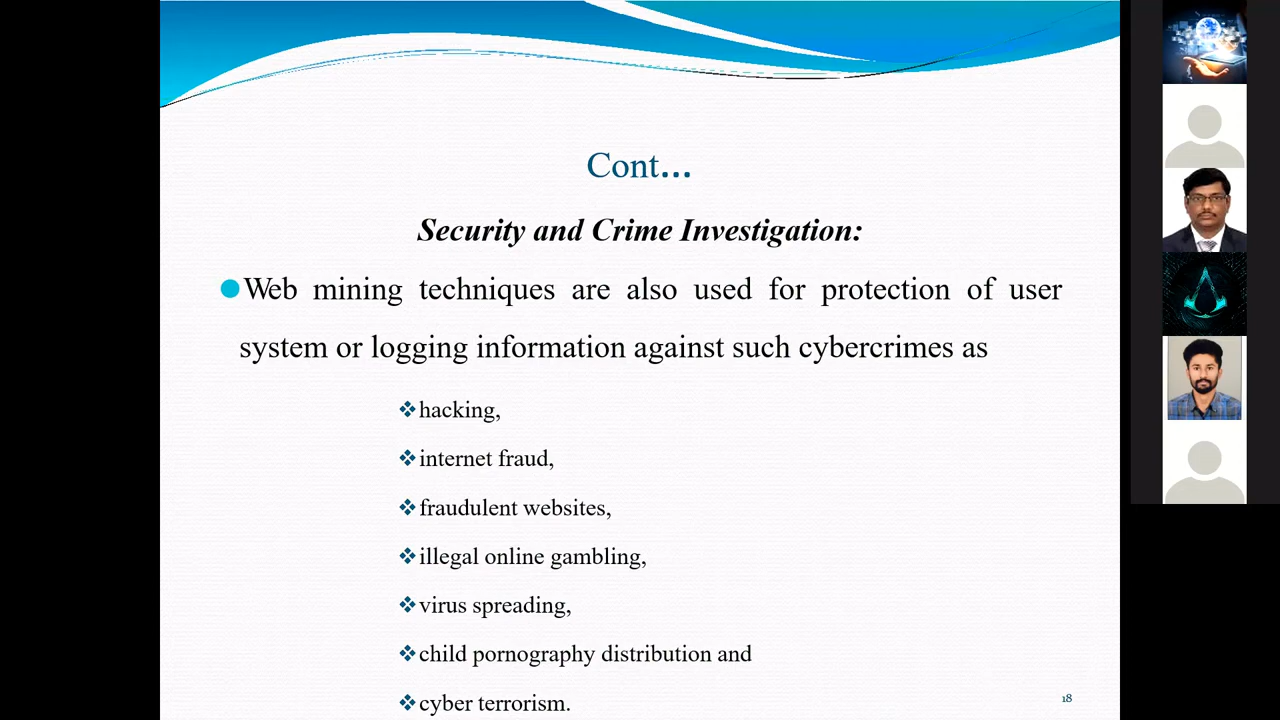 Cont...
Security and Crime Investigation:
Web mining techniques are also used for protection of user
system or logging information against such cybercrimes as
hacking,
internet fraud,
fraudulent websites,
illegal online gambling,
virus spreading,
child pornography distribution and
cyber terrorism.
18